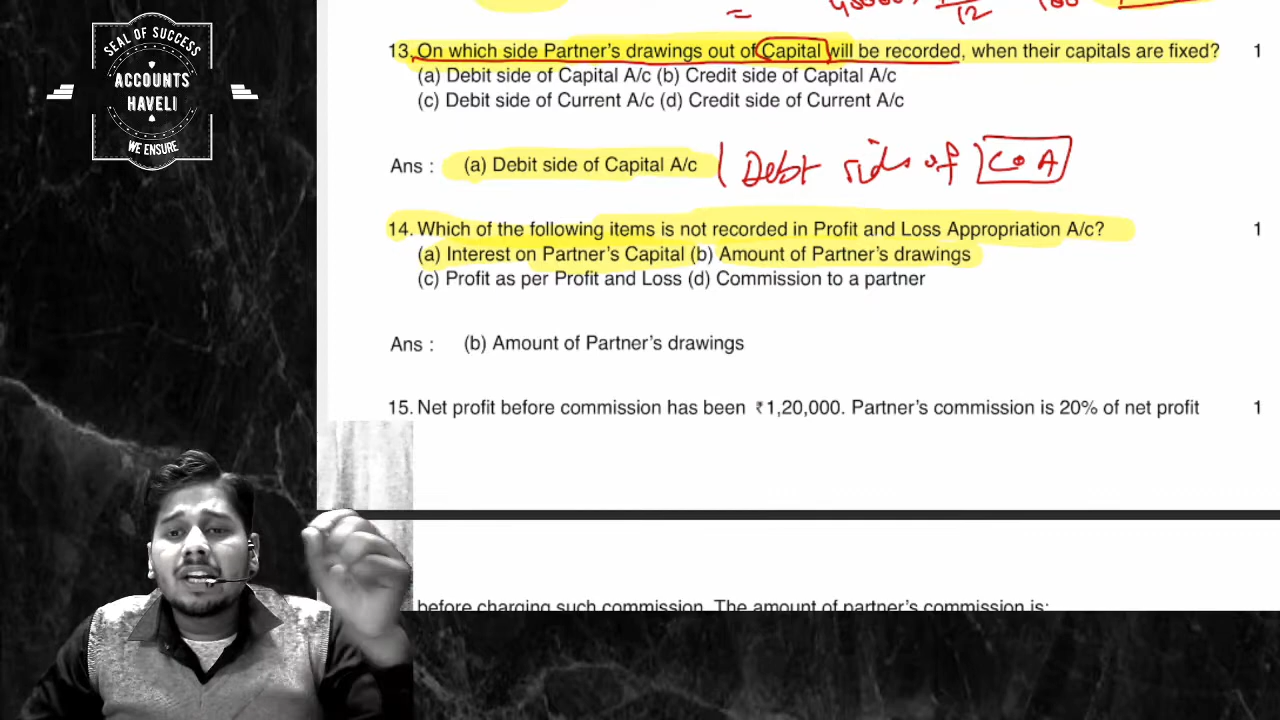 SEAL OF SUCCESS
ACCOUNTS
HAVELI
WE ENSURE
= 12 100
13. On which side Partner's drawings out of Capital will be recorded, when their capitals are fixed? 1
(a) Debit side of Capital A/c (b) Credit side of Capital A/c
(c) Debit side of Current A/c (d) Credit side of Current A/c
Ans : (a) Debit side of Capital A/c Debt side of
14. Which of the following items is not recorded in Profit and Loss Appropriation A/c? 1
(a) Interest on Partner's Capital (b) Amount of Partner's drawings
(c) Profit as per Profit and Loss (d) Commission to a partner
Ans : (b) Amount of Partner's drawings
15. Net profit before commission has been ₹1,20,000. Partner's commission is 20% of net profit 1
before charging such commission. The amount of partner's commission is: